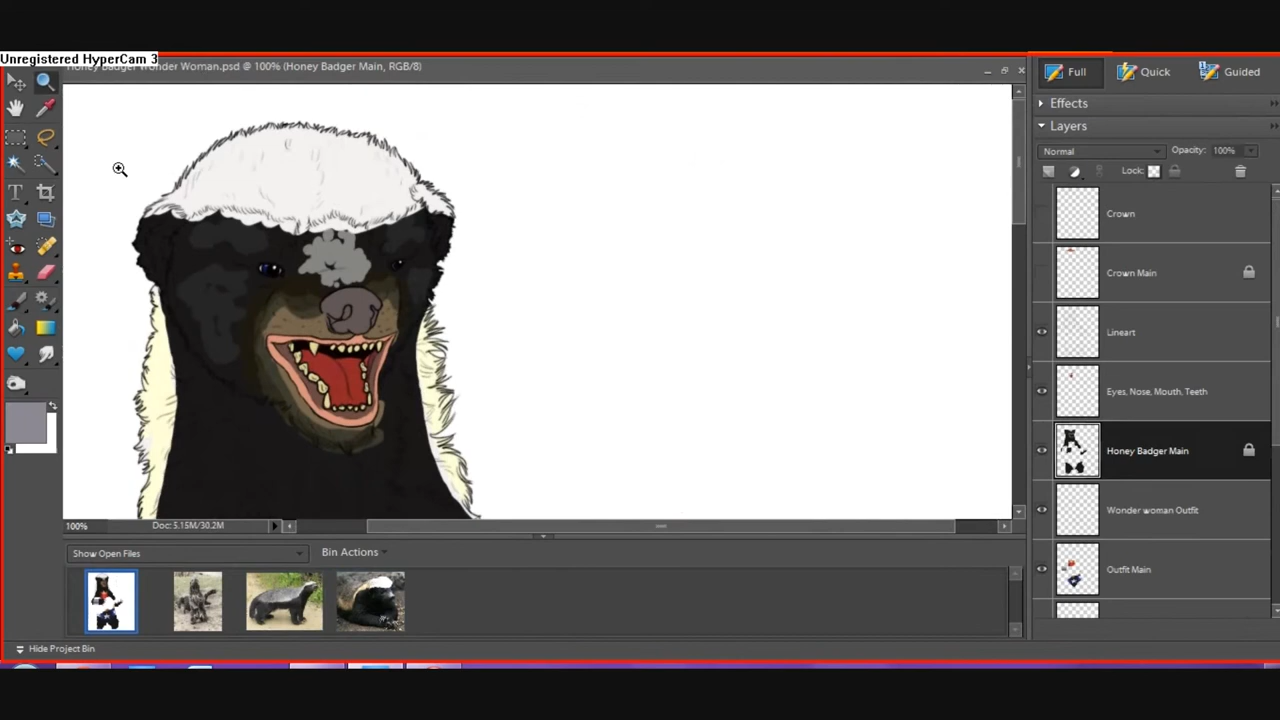 Unregistered HyperCam 3
Honey Badger Wonder Woman.psd @ 100% (Honey Badger Main, RGB/8)
Full
Quick
Guided
Effects
Layers
Normal
Opacity: 100%
Lock:
Crown
Crown Main
Lineart
Eyes, Nose, Mouth, Teeth
Honey Badger Main
Wonder woman Outfit
Outfit Main
100%
Doc: 5.15M/30.2M
Show Open Files
Bin Actions
Hide Project Bin